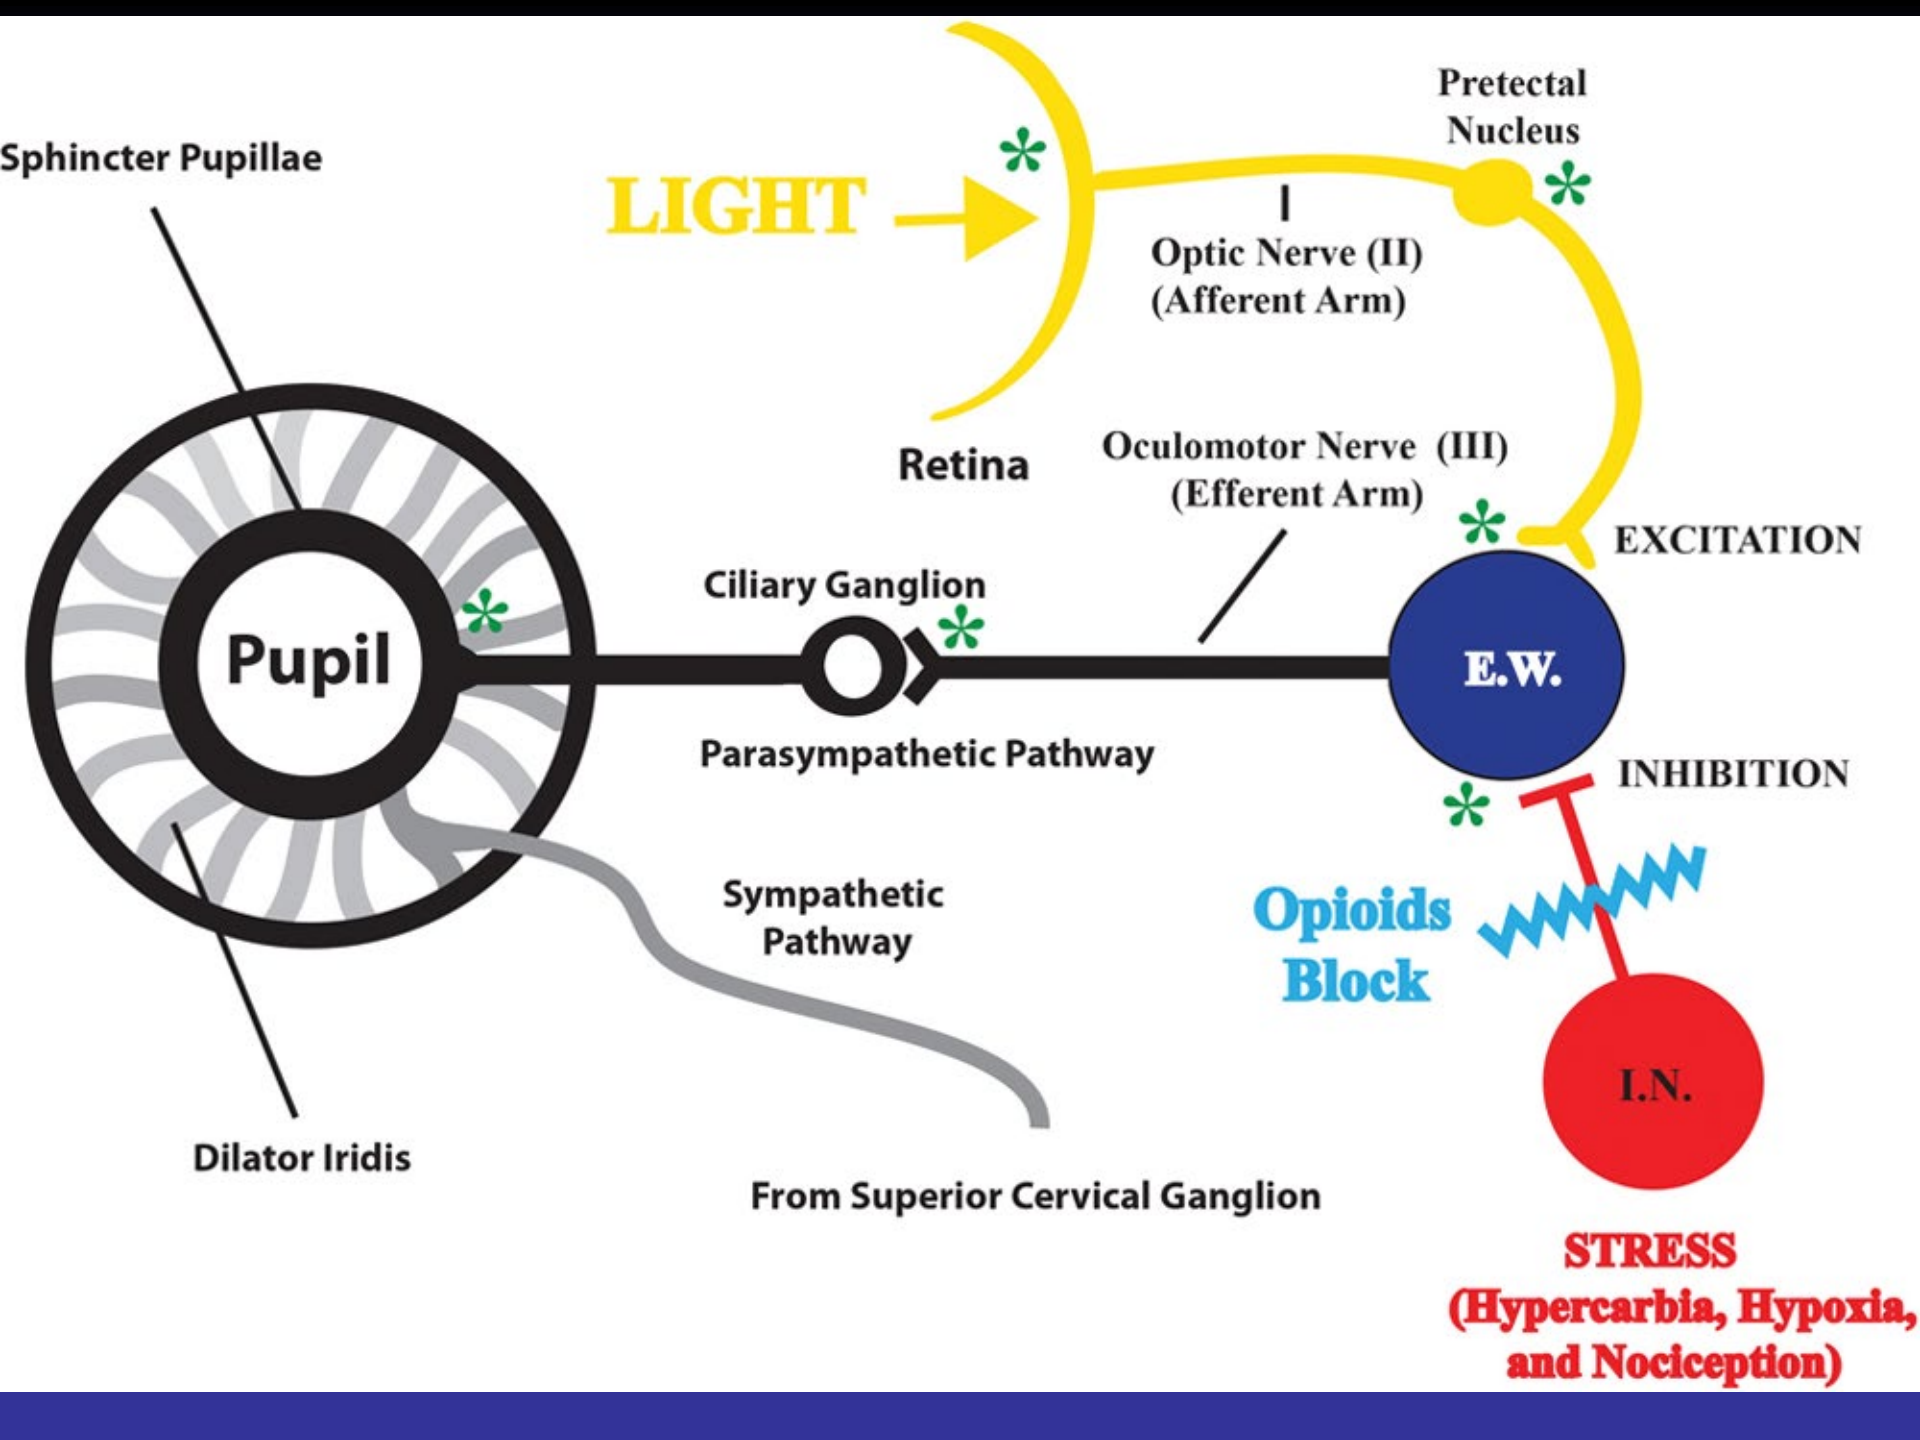 Pretectal
Nucleus
Sphincter Pupillae
LIGHT
Optic Nerve (II)
(Afferent Arm)
Retina
Oculomotor Nerve (III)
(Efferent Arm)
EXCITATION
Ciliary Ganglion
Pupil
E.W.
Parasympathetic Pathway
INHIBITION
Sympathetic
Pathway
Opioids
Block
I.N.
Dilator Iridis
From Superior Cervical Ganglion
STRESS
(Hypercarbia, Hypoxia,
and Nociception)